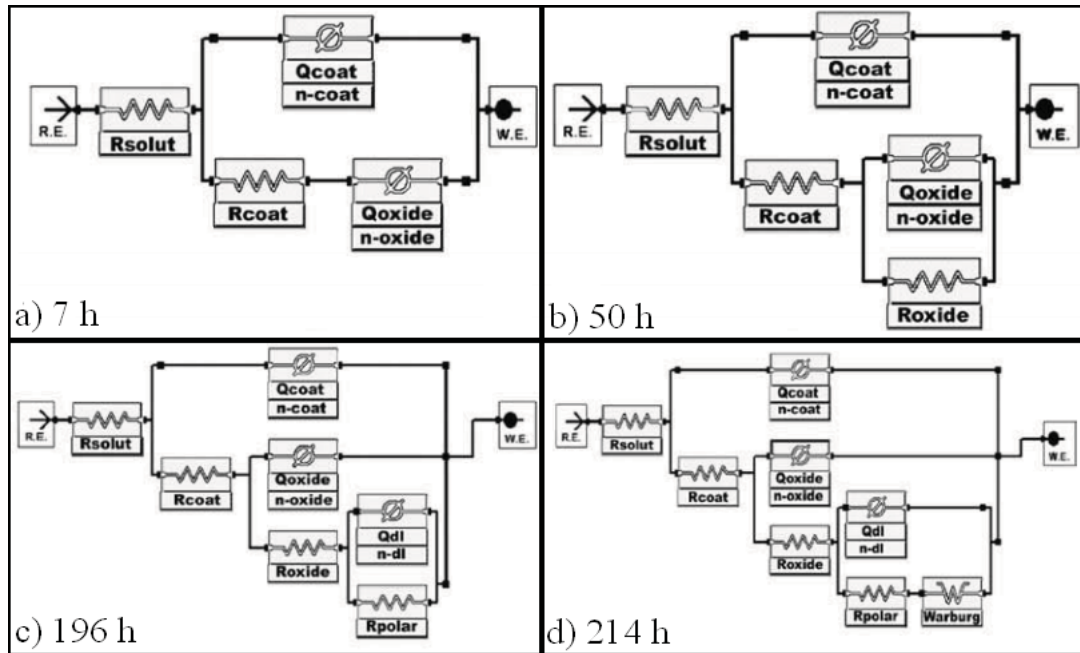 Qcoat
n-coat
R.E.
Rsolut
W.E.
Rcoat
Qoxide
n-oxide
a) 7 h
Qcoat
n-coat
R.E.
Rsolut
W.E.
Rcoat
Qoxide
n-oxide
Roxide
b) 50 h
Qcoat
n-coat
R.E.
Rsolut
W.E.
Rcoat
Qoxide
n-oxide
Roxide
Qdl
n-dl
Rpolar
c) 196 h
Qcoat
n-coat
R.E.
Rsolut
W.E.
Rcoat
Qoxide
n-oxide
Roxide
Qdl
n-dl
Rpolar
Warburg
d) 214 h